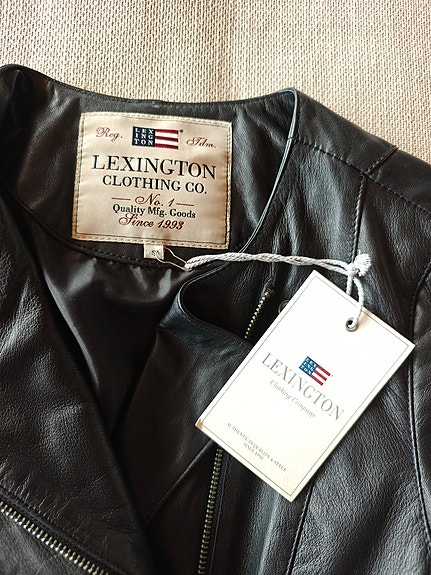 LEX
ING
TON
Reg. Tdm.
LEXINGTON
CLOTHING CO.
No. 1
Quality Mfg. Goods
Since 1993
LEXINGTON
Clothing Company